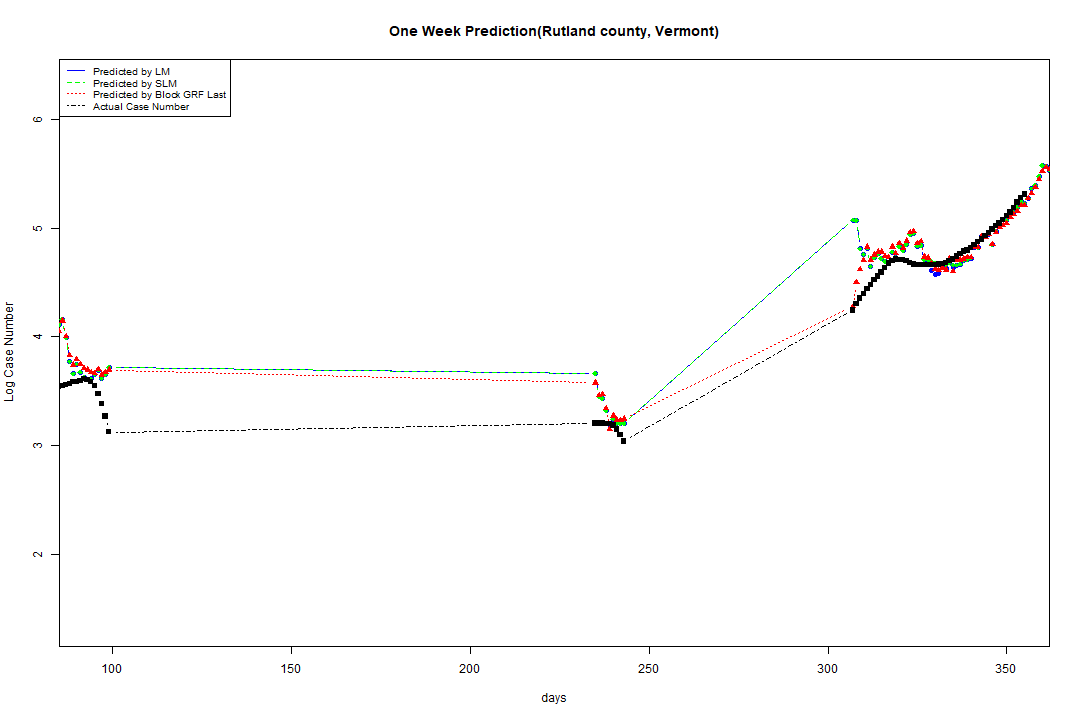 One Week Prediction(Rutland county, Vermont)
Predicted by LM
Predicted by SLM
Predicted by Block GRF Last
Actual Case Number
6
5
4
3
2
Log Case Number
100 150 200 250 300 350
days